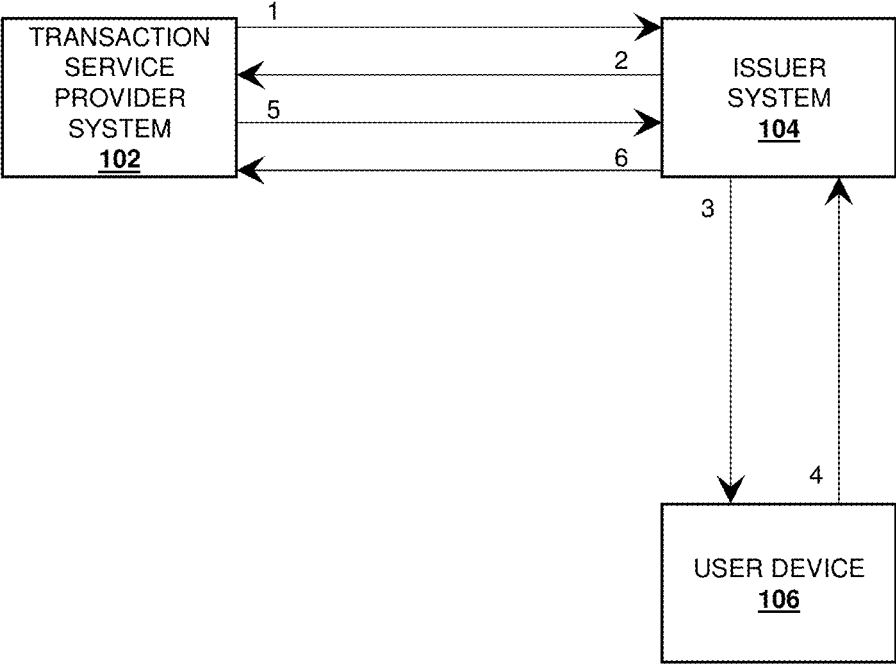 TRANSACTION
SERVICE
PROVIDER
SYSTEM
102
1
2
5
6
ISSUER
SYSTEM
104
3
4
USER DEVICE
106